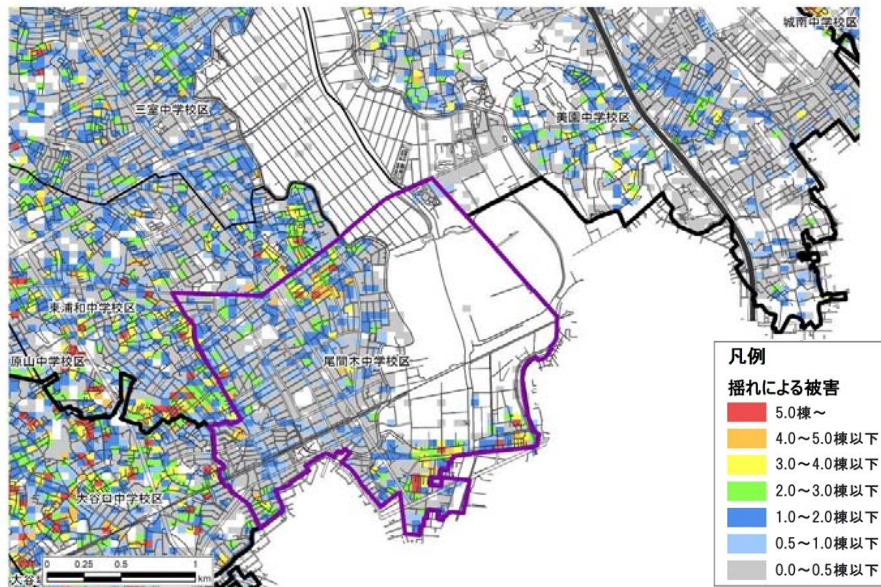 城南中学校区
三室中学校区
美園中学校区
東浦和中学校区
尾間木中学校区
原山中学校区
大谷口中学校区
大谷
凡例
揺れによる被害
5.0棟～
4.0～5.0棟以下
3.0～4.0棟以下
2.0～3.0棟以下
1.0～2.0棟以下
0.5～1.0棟以下
0.0～0.5棟以下
0 0.25 0.5 1
km